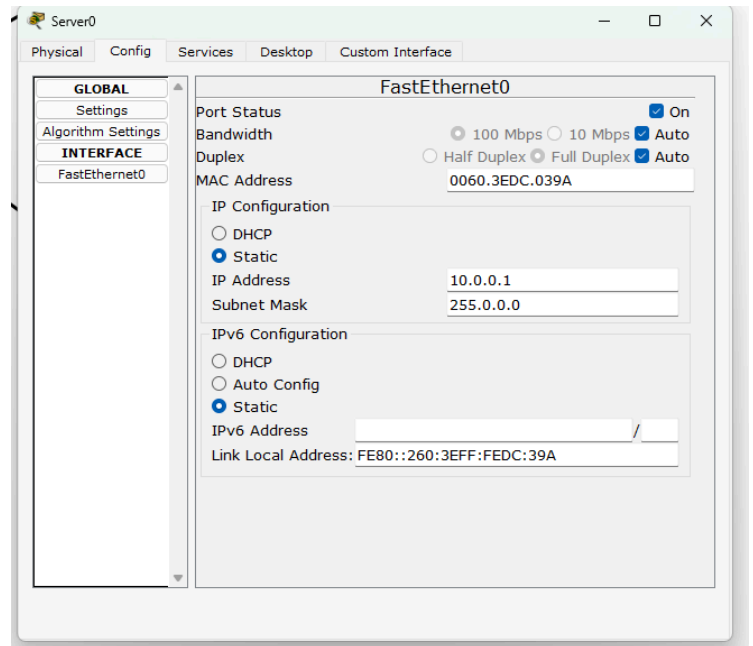 Server0
Physical Config Services Desktop Custom Interface
GLOBAL
Settings
Algorithm Settings
INTERFACE
FastEthernet0
FastEthernet0
Port Status On
Bandwidth 100 Mbps 10 Mbps Auto
Duplex Half Duplex Full Duplex Auto
MAC Address 0060.3EDC.039A
IP Configuration
DHCP
Static
IP Address 10.0.0.1
Subnet Mask 255.0.0.0
IPv6 Configuration
DHCP
Auto Config
Static
IPv6 Address /
Link Local Address: FE80::260:3EFF:FEDC:39A